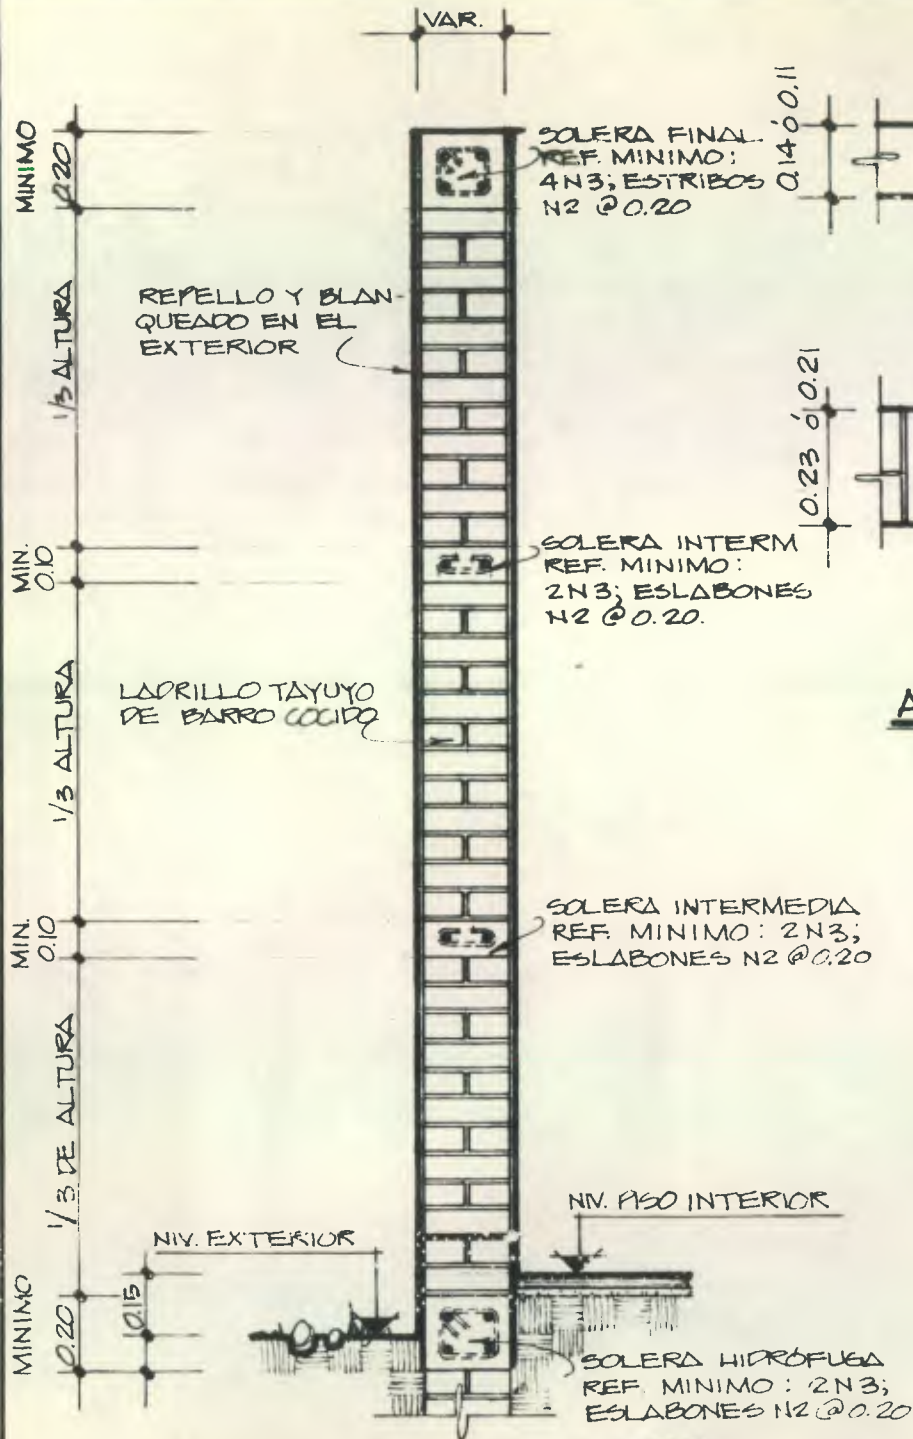 VAR.
MINIMO
0.20
SOLERA FINAL
REF. MINIMO:
4N3; ESTRIBOS
N2 @ 0.20
0.14 ó 0.11
REPELLO Y BLAN-
QUEADO EN EL
EXTERIOR
1/3 ALTURA
0.23 ó 0.21
MIN.
0.10
SOLERA INTERM
REF. MINIMO:
2N3; ESLABONES
N2 @ 0.20.
LADRILLO TAYUYO
DE BARRO COCIDO
1/3 ALTURA
A
MIN.
0.10
SOLERA INTERMEDIA
REF. MINIMO: 2N3;
ESLABONES N2 @ 0.20
1/3 DE ALTURA
NIV. PISO INTERIOR
NIV. EXTERIOR
MINIMO
0.20
0.15
SOLERA HIDRÓFUGA
REF. MINIMO: 2N3;
ESLABONES N2 @ 0.20